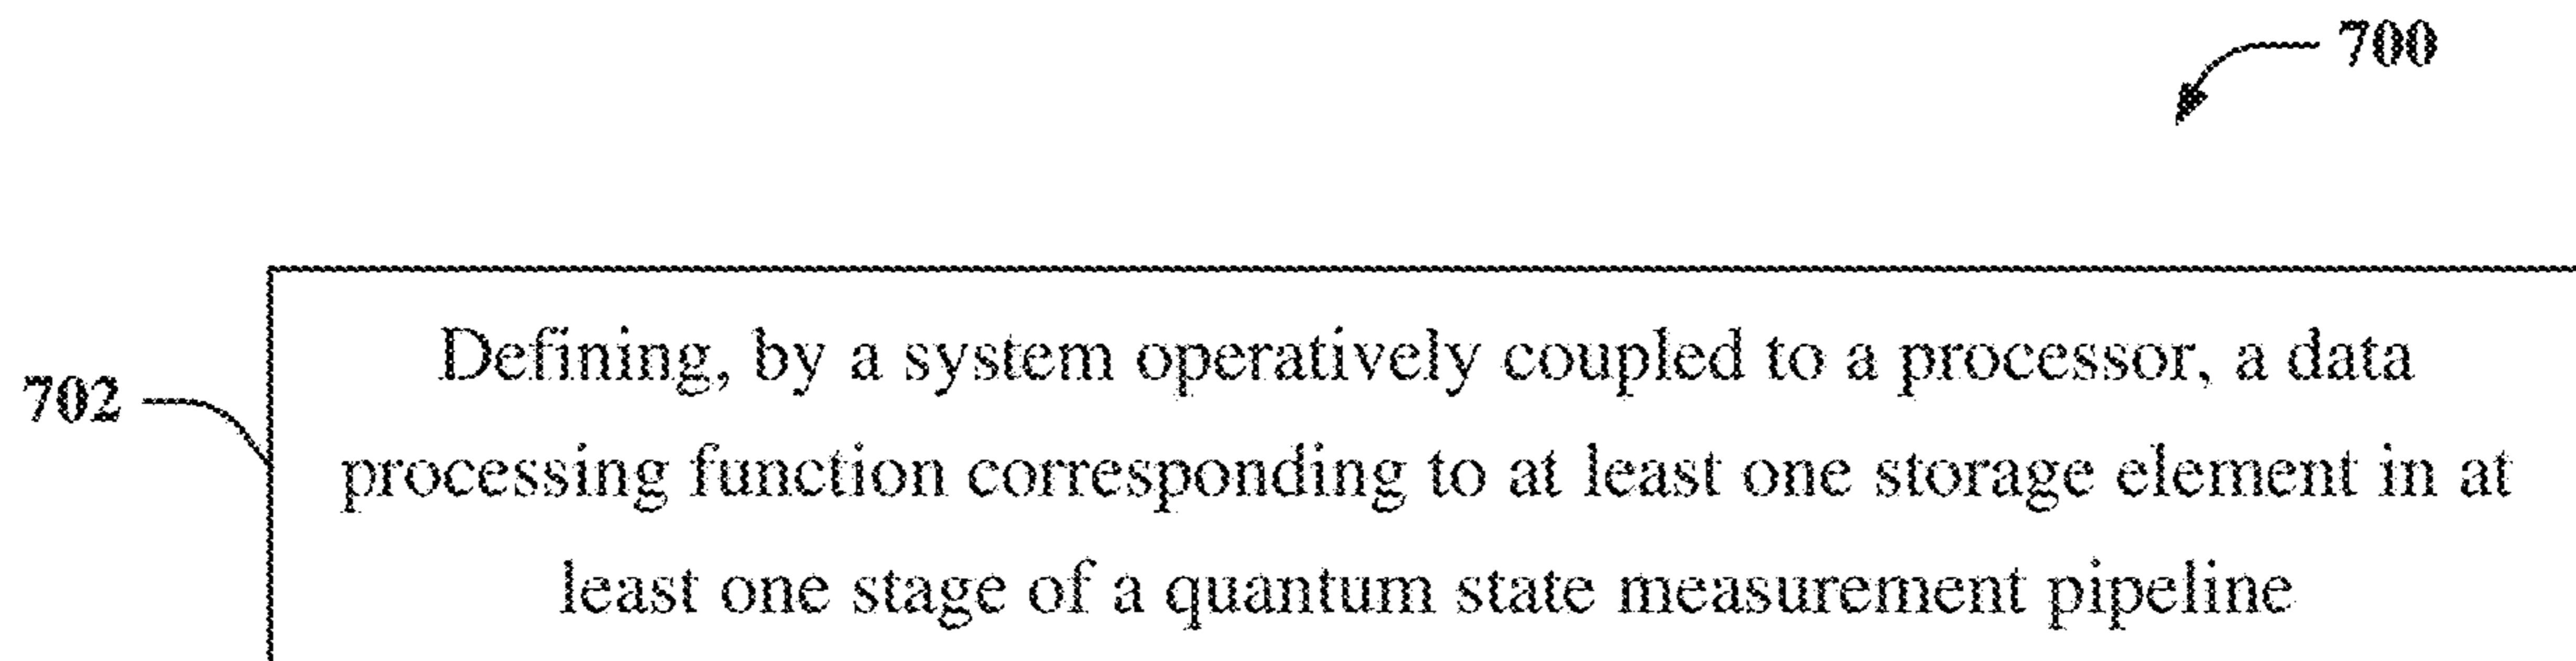 700
702
Defining, by a system operatively coupled to a processor, a data
processing function corresponding to at least one storage element in at
least one stage of a quantum state measurement pipeline